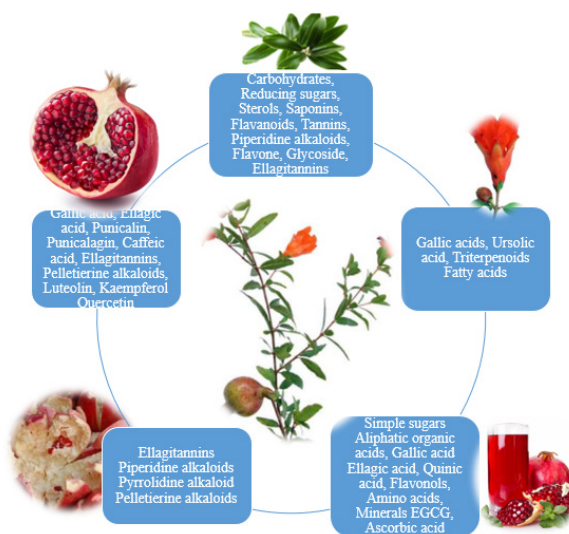 Carbohydrates,
Reducing sugars,
Sterols, Saponins,
Flavanoids, Tannins,
Piperidine alkaloids,
Flavone, Glycoside,
Ellagitannins
Gallic acids, Ursolic
acid, Triterpenoids
Fatty acids
Simple sugars
Aliphatic organic
acids, Gallic acid
Ellagic acid, Quinic
acid, Flavonols,
Amino acids,
Minerals EGCG,
Ascorbic acid
Ellagitannins
Piperidine alkaloids
Pyrrolidine alkaloid
Pelletierine alkaloids
Gallic acid, Ellagic
acid, Punicalin,
Punicalagin, Caffeic
acid, Ellagitannins,
Pelletierine alkaloids,
Luteolin, Kaempferol
Quercetin